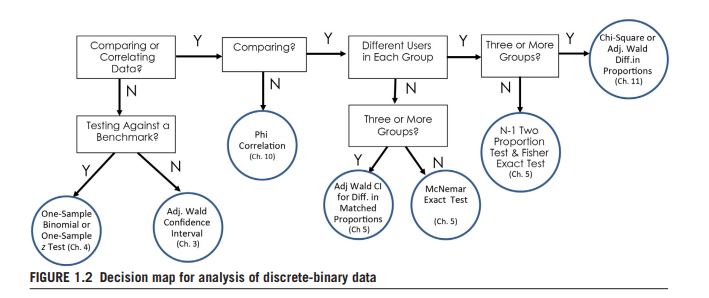 Comparing or
Correlating
Data?
Y
Comparing?
Y
Different Users
in Each Group
Y
Three or More
Groups?
Y
Chi-Square or
Adj. Wald
Diff.in
Proportions
(Ch. 11)
N
N
N
N
Testing Against a
Benchmark?
Phi
Correlation
(Ch. 10)
Three or More
Groups?
N-1 Two
Proportion
Test & Fisher
Exact Test
(Ch. 5)
Y
N
Y
N
One-Sample
Binomial or
One-Sample
z Test (Ch. 4)
Adj. Wald
Confidence
Interval
(Ch. 3)
Adj Wald CI
for Diff. in
Matched
Proportions
(Ch 5)
McNemar
Exact Test
(Ch. 5)
FIGURE 1.2 Decision map for analysis of discrete-binary data